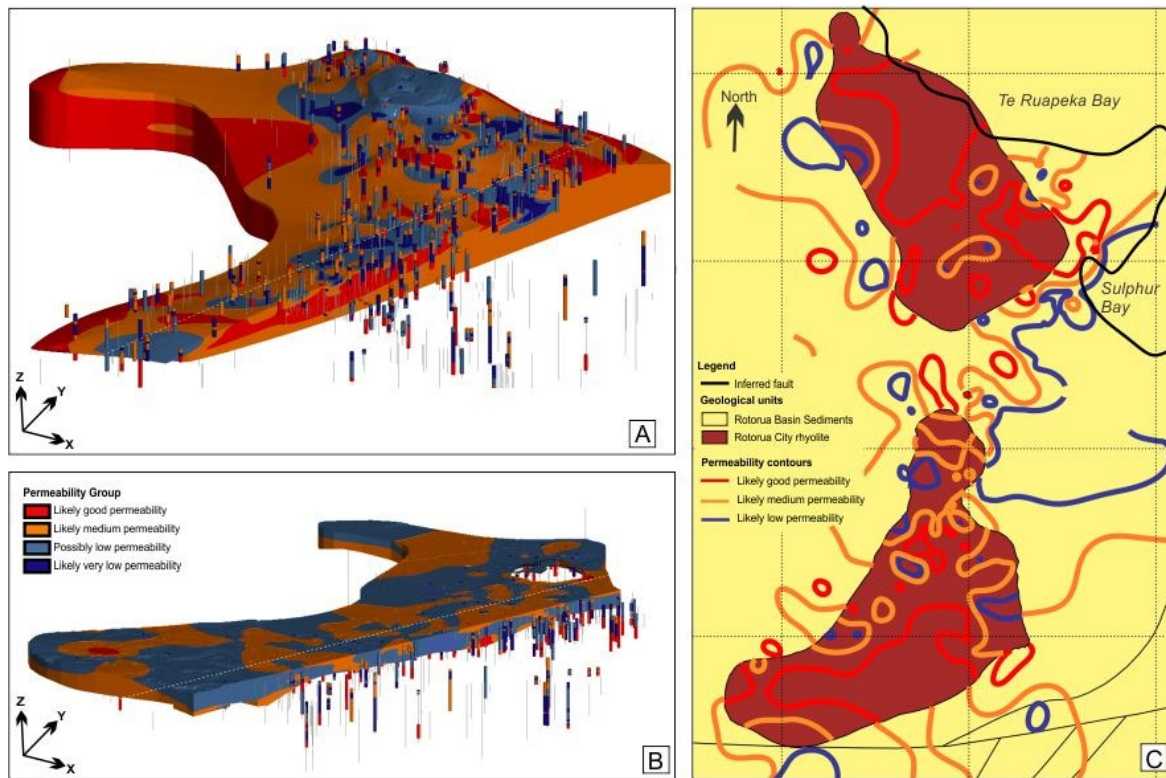 Z
Y
X
A
Permeability Group
Likely good permeability
Likely medium permeability
Possibly low permeability
Likely very low permeability
Z
Y
X
B
North
Te Ruapeka Bay
Sulphur
Bay
Legend
Inferred fault
Geological units
Rotorua Basin Sediments
Rotorua City rhyolite
Permeability contours
Likely good permeability
Likely medium permeability
Likely low permeability
C